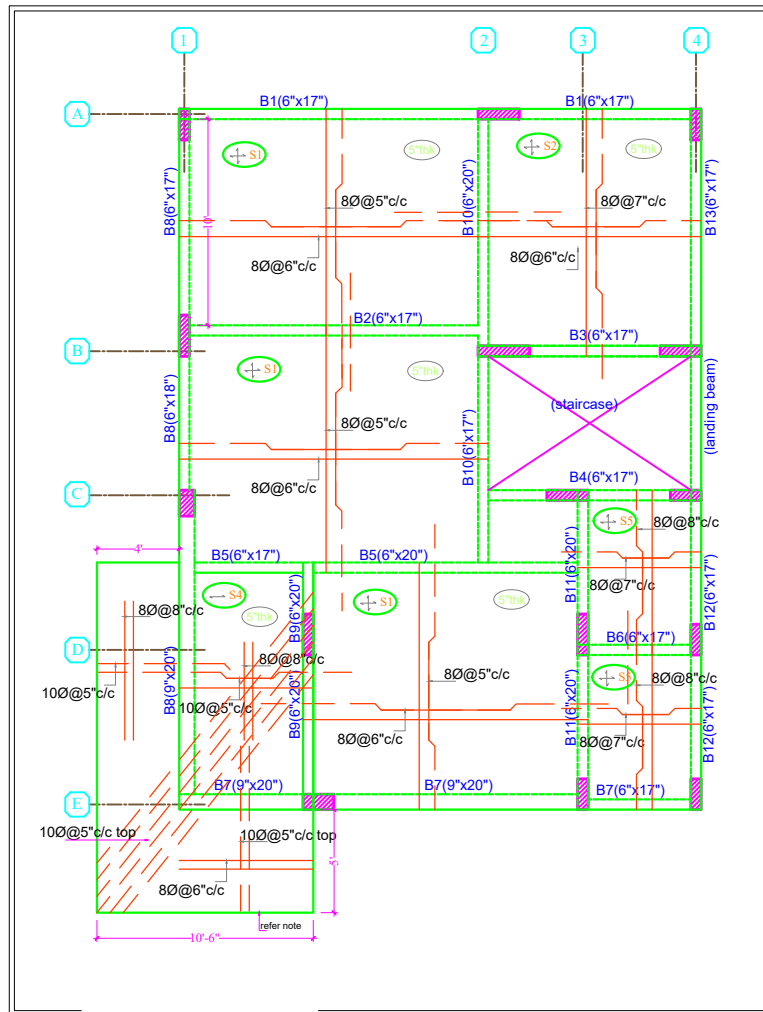 1
2
3
4
A
B1(6"x17")
B1(6"x17")
S1
5"thk
S2
5"thk
B8(6"x17")
10'
B10(6"x20")
B13(6"x17")
8Ø@5"c/c
8Ø@7"c/c
8Ø@6"c/c
8Ø@6"c/c
B2(6"x17")
B3(6"x17")
B
S1
5"thk
B8(6"x18")
(staircase)
(landing beam)
8Ø@5"c/c
B10(6"x17")
8Ø@6"c/c
B4(6"x17")
C
S5
8Ø@8"c/c
4'
B5(6"x17")
B5(6"x20")
B11(6"x20")
8Ø@7"c/c
B12(6"x17")
S4
5"thk
S1
5"thk
8Ø@8"c/c
B9(6"x20")
D
B6(6"x17")
8Ø@8"c/c
8Ø@5"c/c
S5
8Ø@8"c/c
10Ø@5"c/c
B8(9"x20")
10Ø@5"c/c
B9(6"x20")
B11(6"x20")
B12(6"x17")
8Ø@6"c/c
8Ø@7"c/c
B7(9"x20")
B7(9"x20")
B7(6"x17")
E
10Ø@5"c/c top
10Ø@5"c/c top
8Ø@6"c/c
5'
refer note
10'-6"